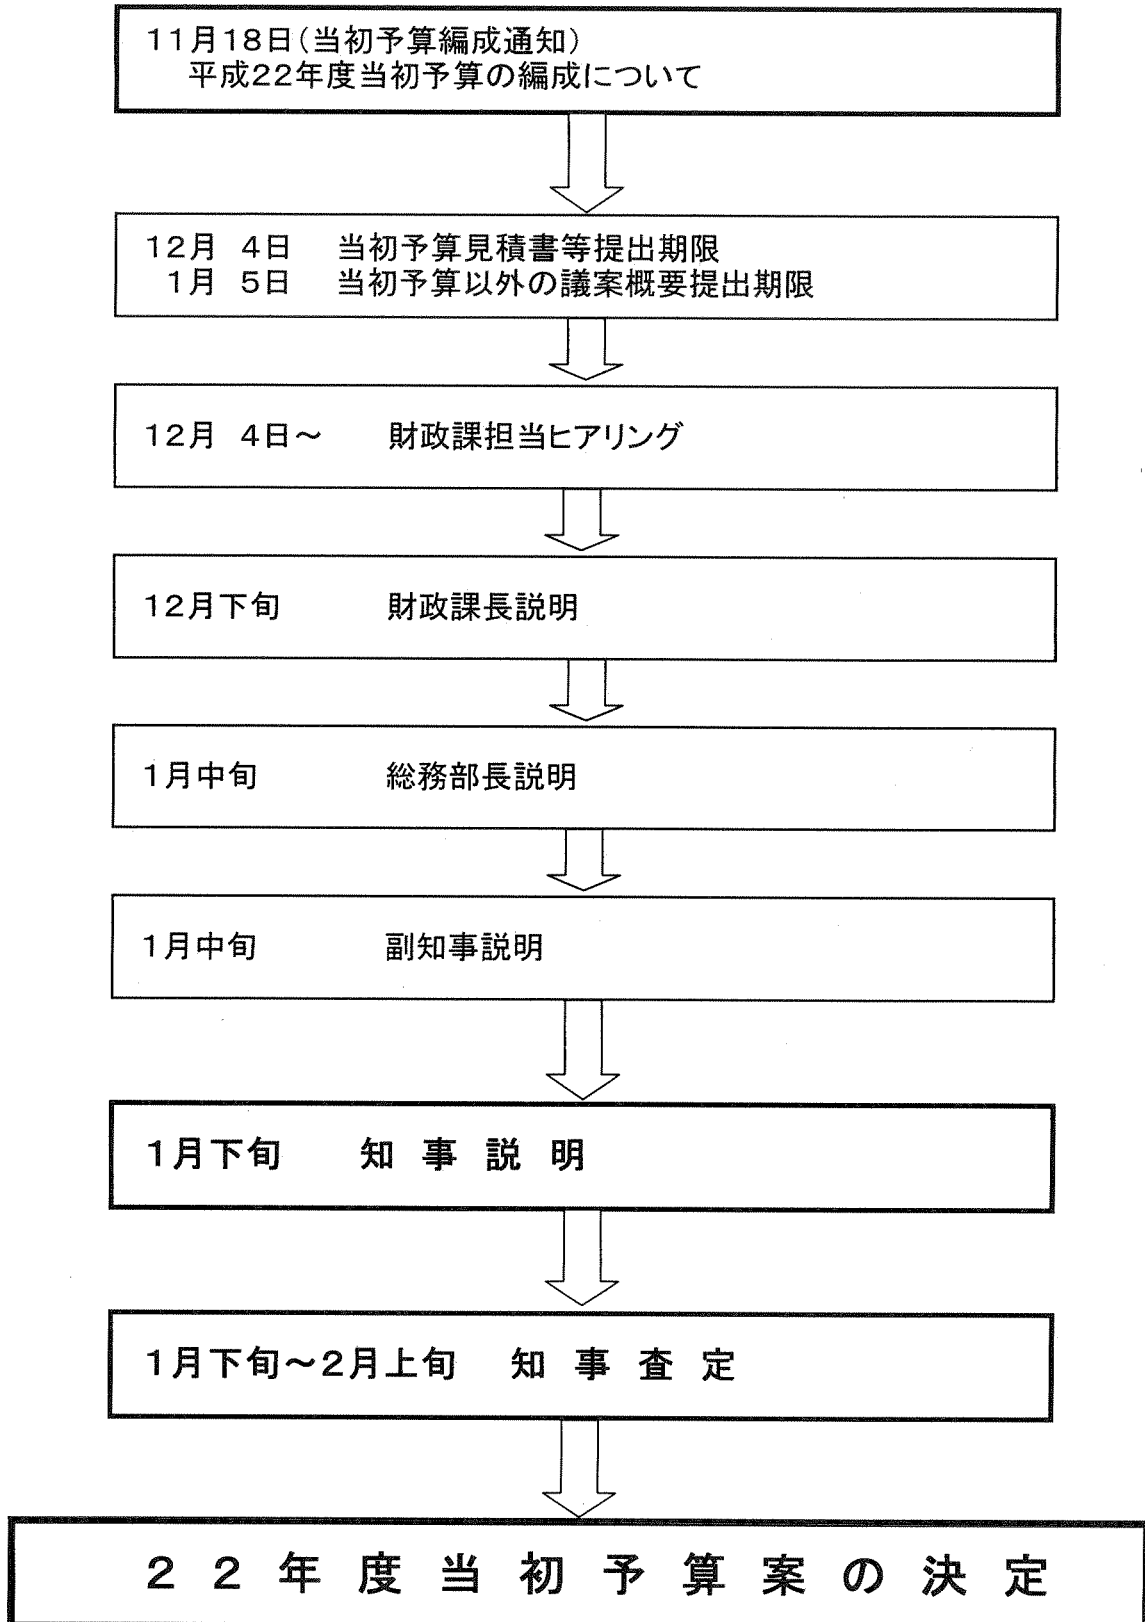 11月18日（当初予算編成通知）
平成22年度当初予算の編成について
12月 4日 当初予算見積書等提出期限
1月 5日 当初予算以外の議案概要提出期限
12月 4日～ 財政課担当ヒアリング
12月下旬 財政課長説明
1月中旬 総務部長説明
1月中旬 副知事説明
1月下旬 知 事 説 明
1月下旬～2月上旬 知 事 査 定
２ ２ 年 度 当 初 予 算 案 の 決 定